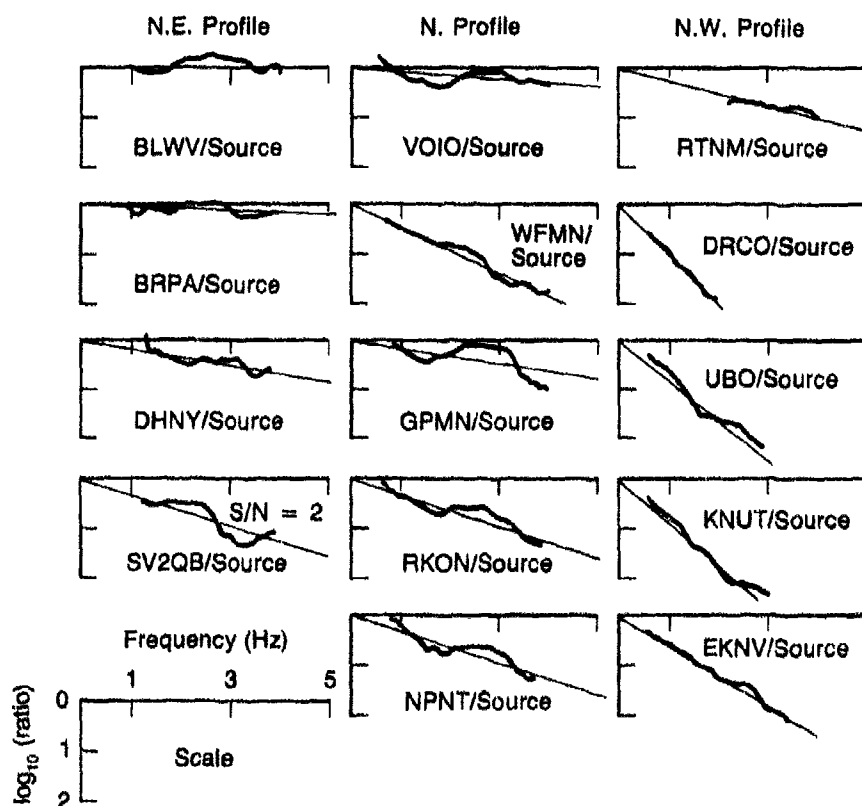 N.E. Profile
N. Profile
N.W. Profile
BLWV/Source
VOIO/Source
RTNM/Source
BRPA/Source
WFMN/
Source
DRCO/Source
DHNY/Source
GPMN/Source
UBO/Source
S/N = 2
SV2QB/Source
RKON/Source
KNUT/Source
Frequency (Hz)
1 3 5
NPNT/Source
EKNV/Source
log10 (ratio)
0
1
2
Scale